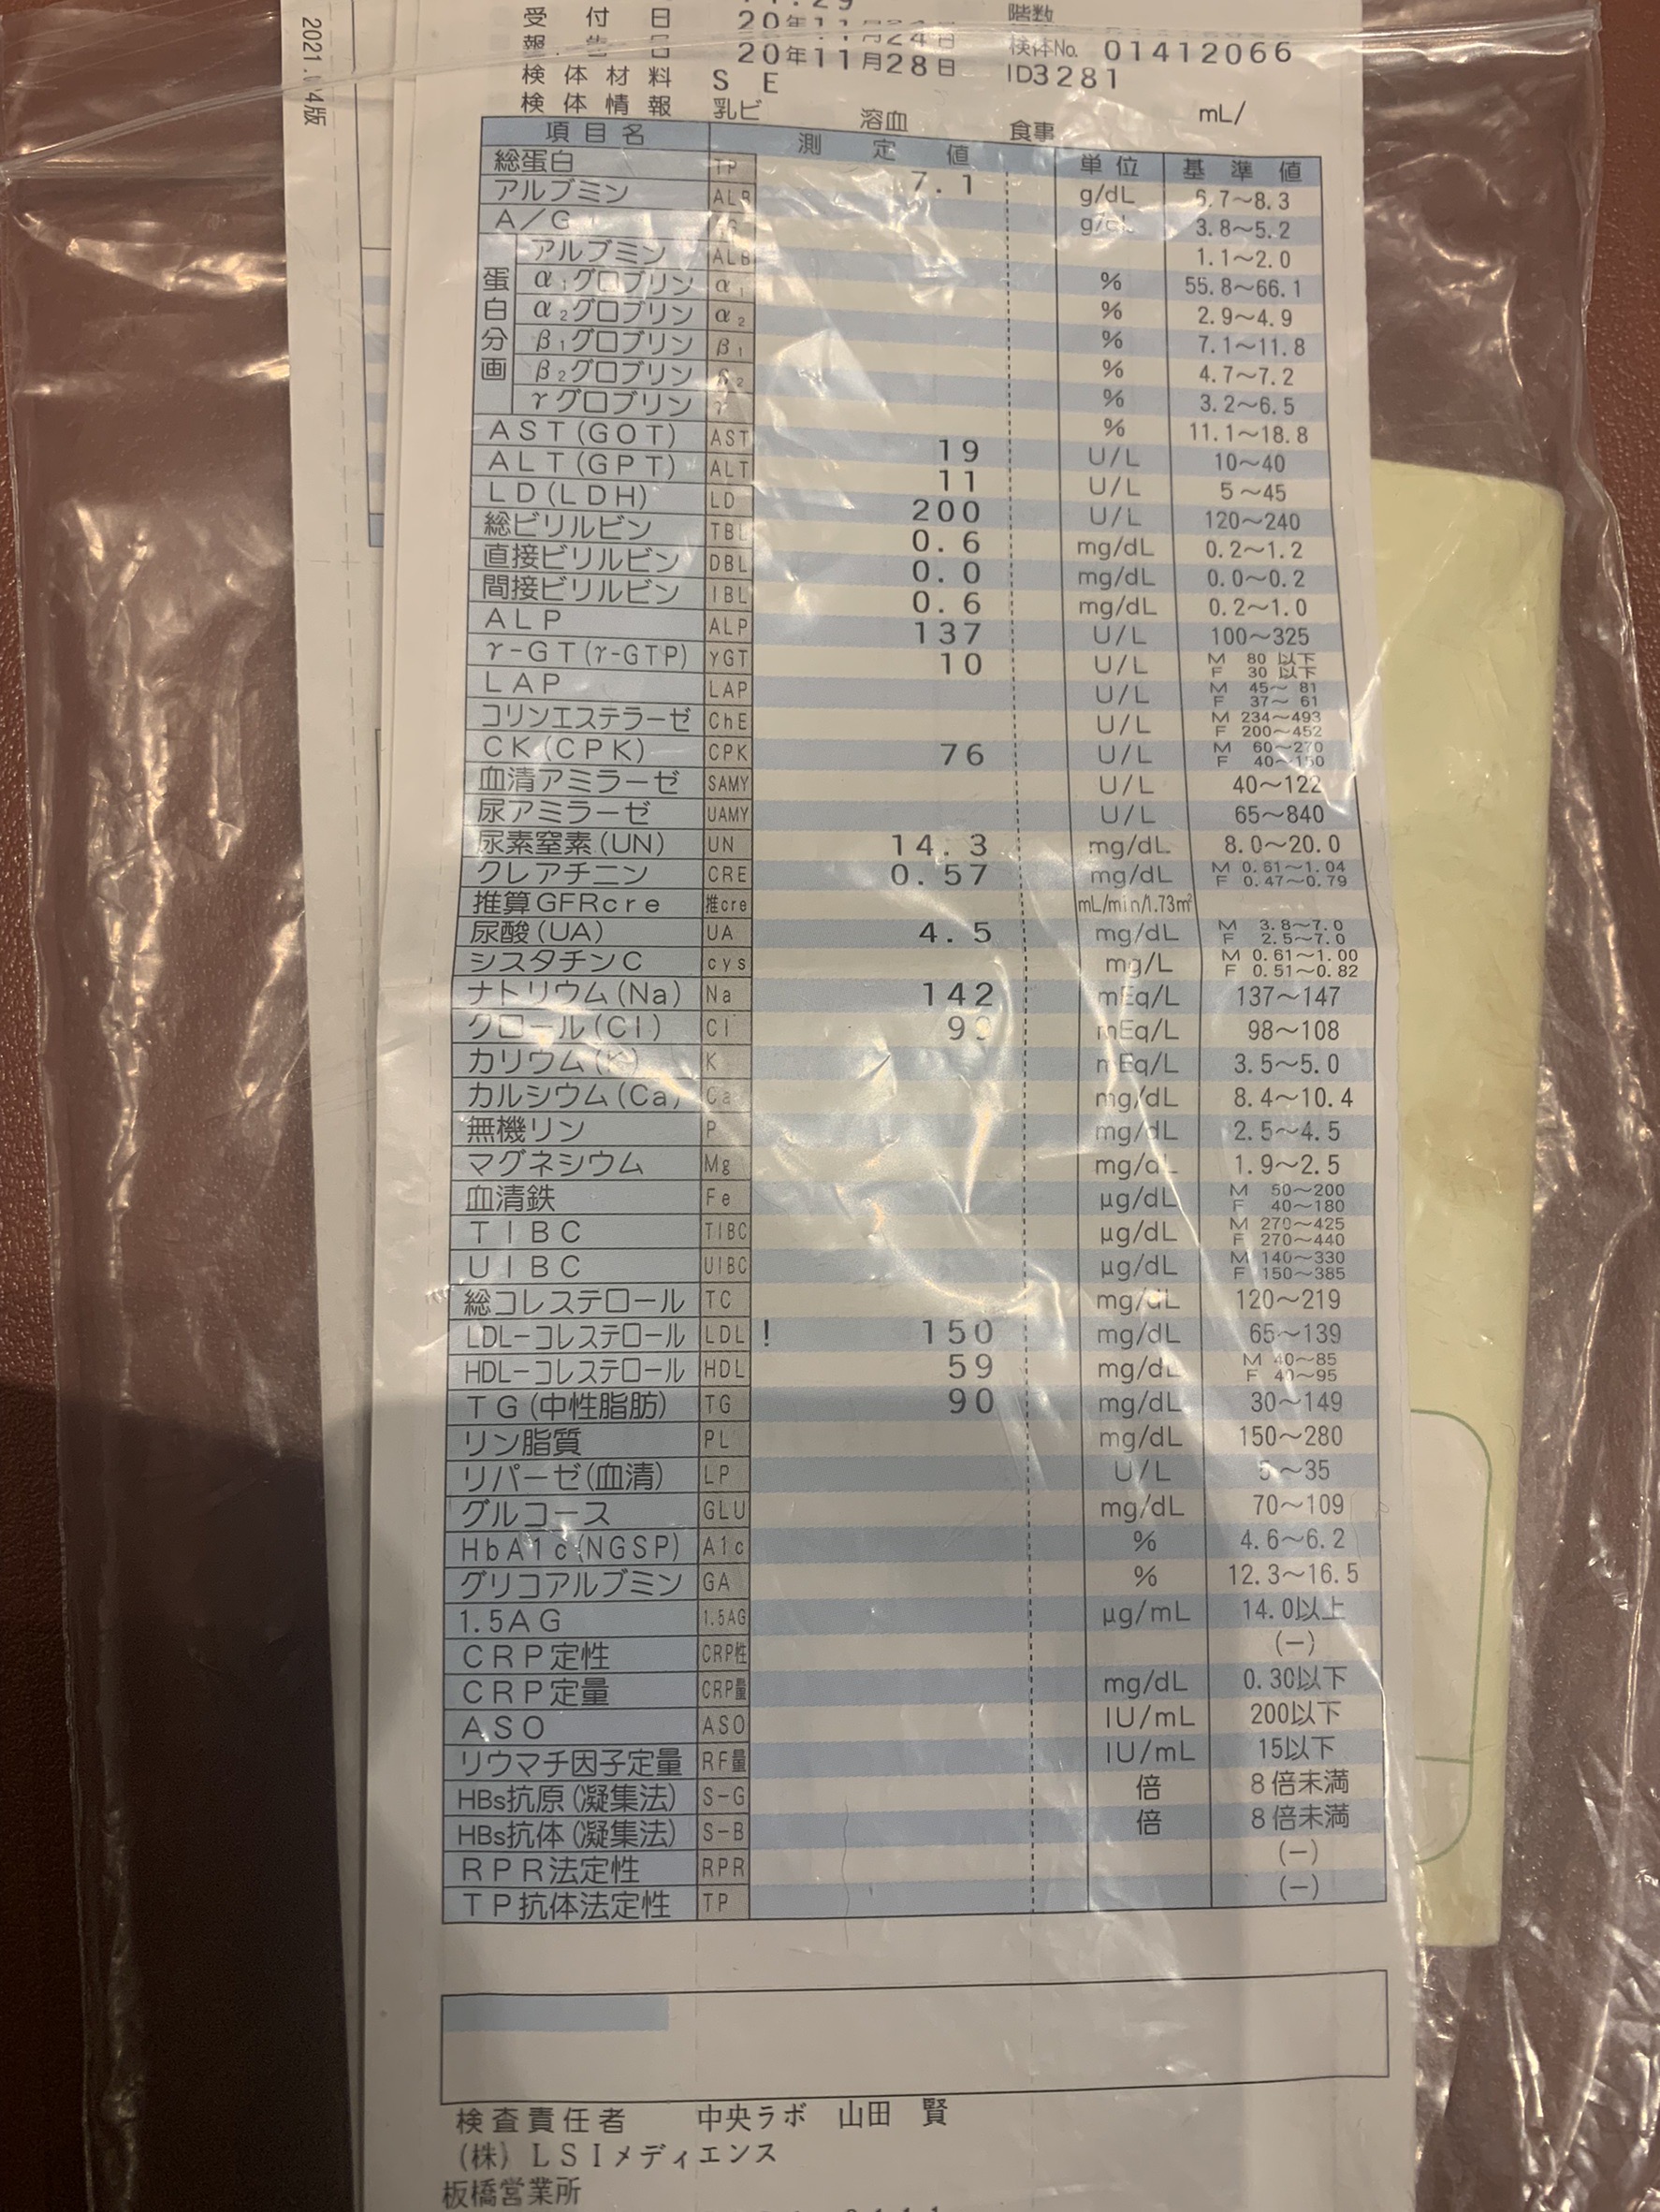 2021.04版
受付日 20年11月24日 階数
報告日 20年11月28日 検体No. 01412066
検体材料 S E ID3281
検体情報 乳ビ 溶血 食事 mL/
項目名 測定値 単位 基準値
総蛋白 TP 7.1 g/dL 6.7~8.3
アルブミン ALB g/dL 3.8~5.2
A/G 1.1~2.0
蛋白分画
アルブミン ALB % 55.8~66.1
α1グロブリン α1 % 2.9~4.9
α2グロブリン α2 % 7.1~11.8
β1グロブリン β1 % 4.7~7.2
β2グロブリン β2 % 3.2~6.5
γグロブリン γ % 11.1~18.8
AST(GOT) AST 19 U/L 10~40
ALT(GPT) ALT 11 U/L 5~45
LD(LDH) LD 200 U/L 120~240
総ビリルビン TBL 0.6 mg/dL 0.2~1.2
直接ビリルビン DBL 0.0 mg/dL 0.0~0.2
間接ビリルビン IBL 0.6 mg/dL 0.2~1.0
ALP ALP 137 U/L 100~325
γ-GT(γ-GTP) γGT 10 U/L M 80以下 F 30以下
LAP LAP U/L M 45~81 F 37~61
コリンエステラーゼ ChE U/L M 234~493 F 200~452
CK(CPK) CPK 76 U/L M 60~270 F 40~150
血清アミラーゼ SAMY U/L 40~122
尿アミラーゼ UAMY U/L 65~840
尿素窒素(UN) UN 14.3 mg/dL 8.0~20.0
クレアチニン CRE 0.57 mg/dL M 0.61~1.04 F 0.47~0.79
推算GFRcre 推cre mL/min/1.73㎡
尿酸(UA) UA 4.5 mg/dL M 3.8~7.0 F 2.5~7.0
シスタチンC cys mg/L M 0.61~1.00 F 0.51~0.82
ナトリウム(Na) Na 142 mEq/L 137~147
クロール(Cl) Cl 99 mEq/L 98~108
カリウム(K) K mEq/L 3.5~5.0
カルシウム(Ca) Ca mg/dL 8.4~10.4
無機リン P mg/dL 2.5~4.5
マグネシウム Mg mg/dL 1.9~2.5
血清鉄 Fe μg/dL M 50~200 F 40~180
TIBC TIBC μg/dL M 270~425 F 270~440
UIBC UIBC μg/dL M 140~330 F 150~385
総コレステロール TC mg/dL 120~219
LDL-コレステロール LDL ! 150 mg/dL 65~139
HDL-コレステロール HDL 59 mg/dL M 40~85 F 40~95
TG(中性脂肪) TG 90 mg/dL 30~149
リン脂質 PL mg/dL 150~280
リパーゼ(血清) LP U/L 5~35
グルコース GLU mg/dL 70~109
HbA1c(NGSP) A1c % 4.6~6.2
グリコアルブミン GA % 12.3~16.5
1.5AG 1.5AG μg/mL 14.0以上
CRP定性 CRP性 (-)
CRP定量 CRP量 mg/dL 0.30以下
ASO ASO IU/mL 200以下
リウマチ因子定量 RF量 IU/mL 15以下
HBs抗原(凝集法) S-G 倍 8倍未満
HBs抗体(凝集法) S-B 倍 8倍未満
RPR法定性 RPR (-)
TP抗体法定性 TP (-)
検査責任者 中央ラボ 山田 賢
(株)LSIメディエンス
板橋営業所